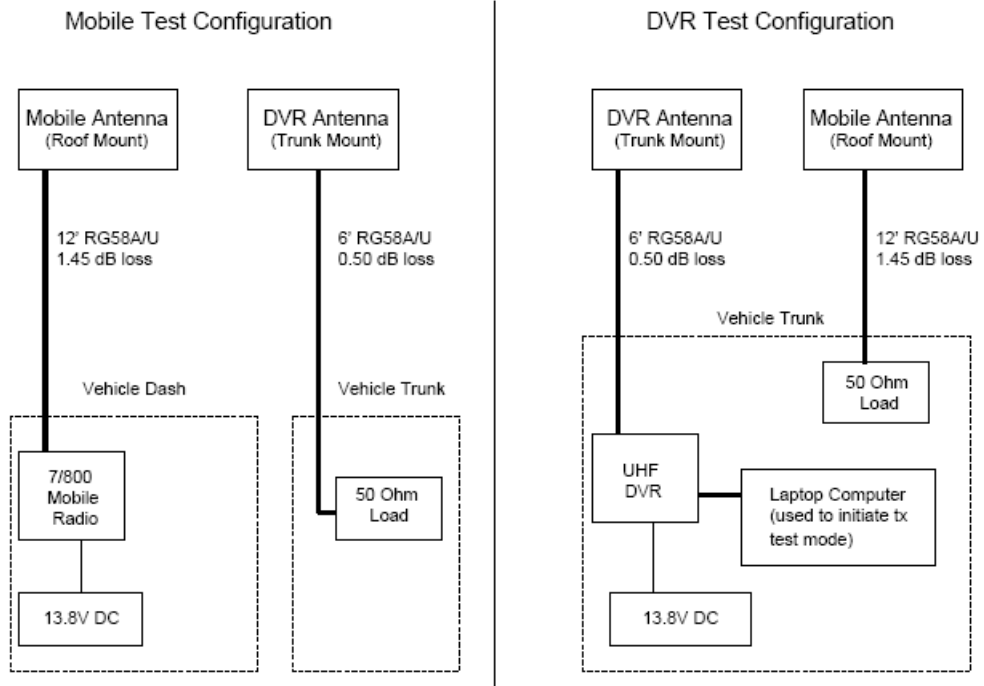 Mobile Test Configuration
Mobile Antenna
(Roof Mount)
DVR Antenna
(Trunk Mount)
12' RG58A/U
1.45 dB loss
6' RG58A/U
0.50 dB loss
Vehicle Dash
Vehicle Trunk
7/800
Mobile
Radio
50 Ohm
Load
13.8V DC
DVR Test Configuration
DVR Antenna
(Trunk Mount)
Mobile Antenna
(Roof Mount)
6' RG58A/U
0.50 dB loss
12' RG58A/U
1.45 dB loss
Vehicle Trunk
50 Ohm
Load
UHF
DVR
Laptop Computer
(used to initiate tx
test mode)
13.8V DC